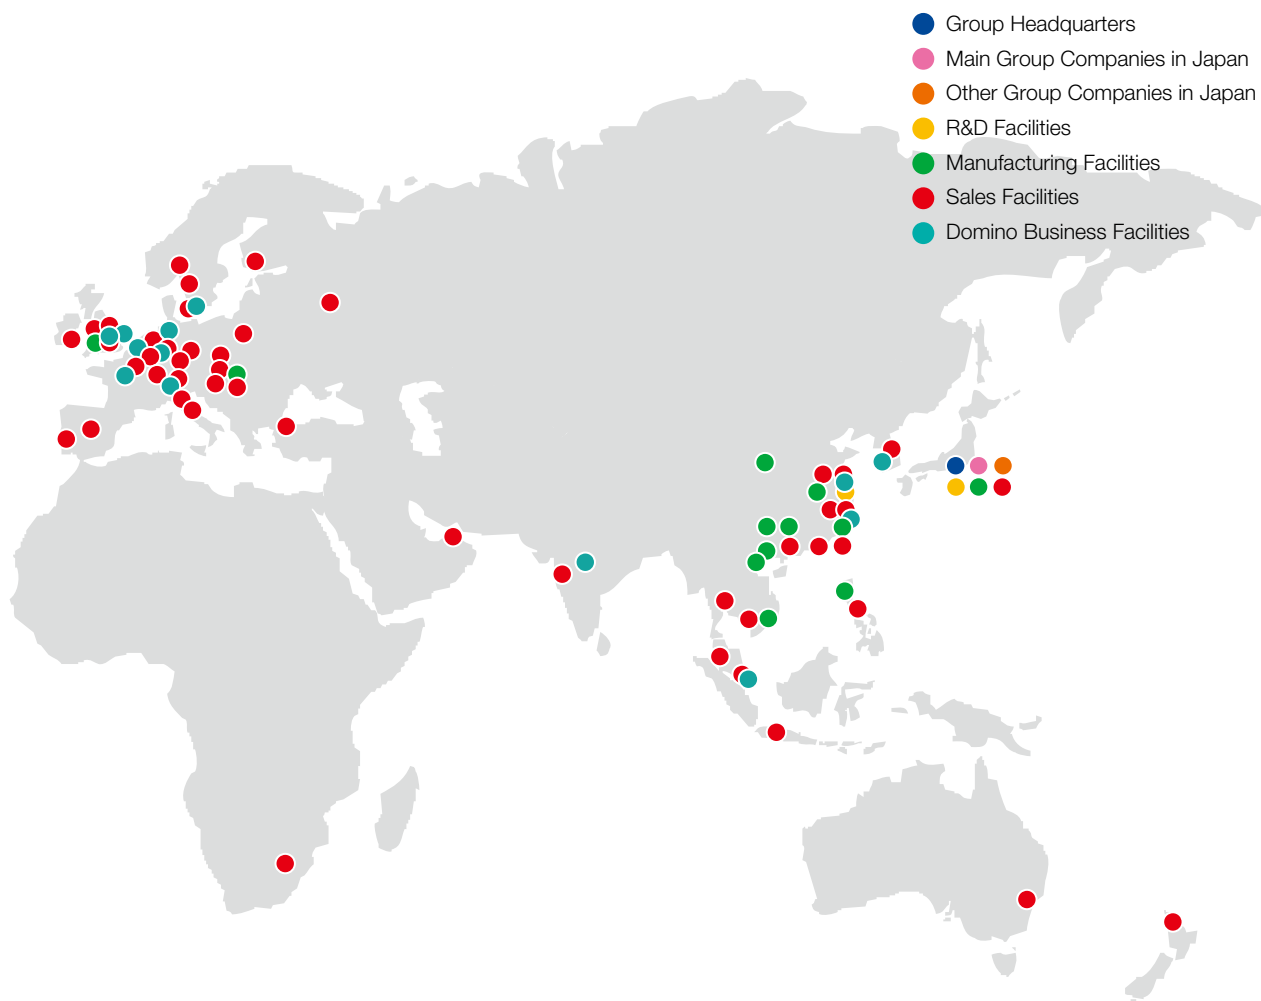 Group Headquarters
Main Group Companies in Japan
Other Group Companies in Japan
R&D Facilities
Manufacturing Facilities
Sales Facilities
Domino Business Facilities